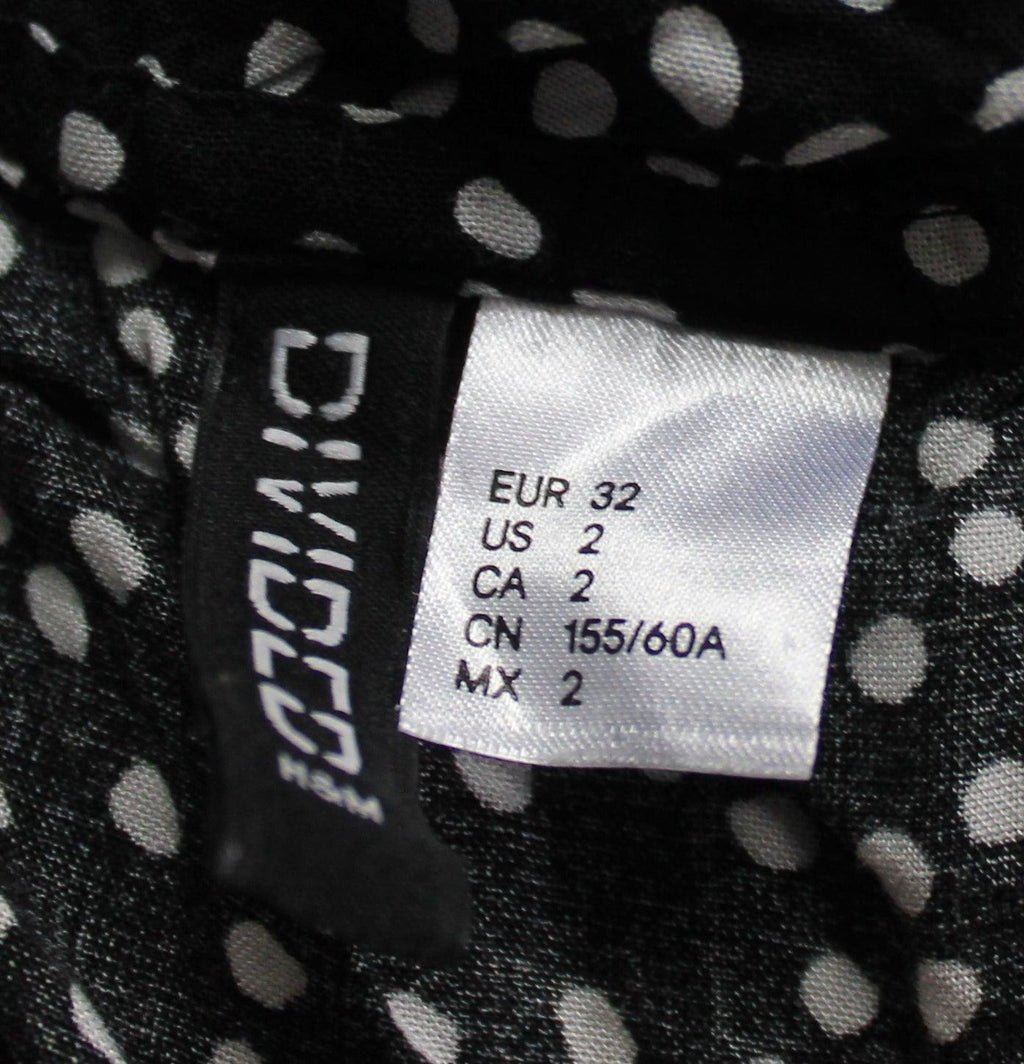 DIVIDED
H&M
EUR 32
US 2
CA 2
CN 155/60A
MX 2